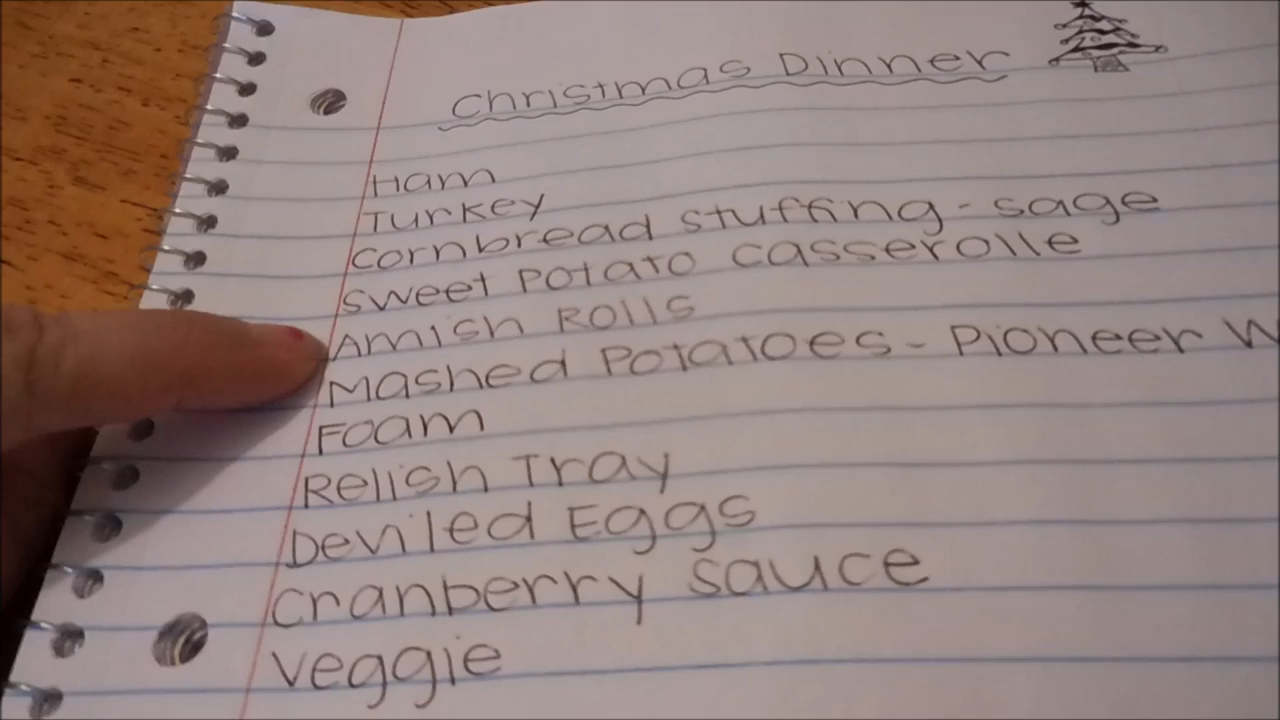 Christmas Dinner
Ham
Turkey
Cornbread Stuffing - sage
Sweet Potato Casserolle
Amish Rolls
Mashed Potatoes - Pioneer W
Foam
Relish Tray
Deviled Eggs
Cranberry Sauce
Veggie